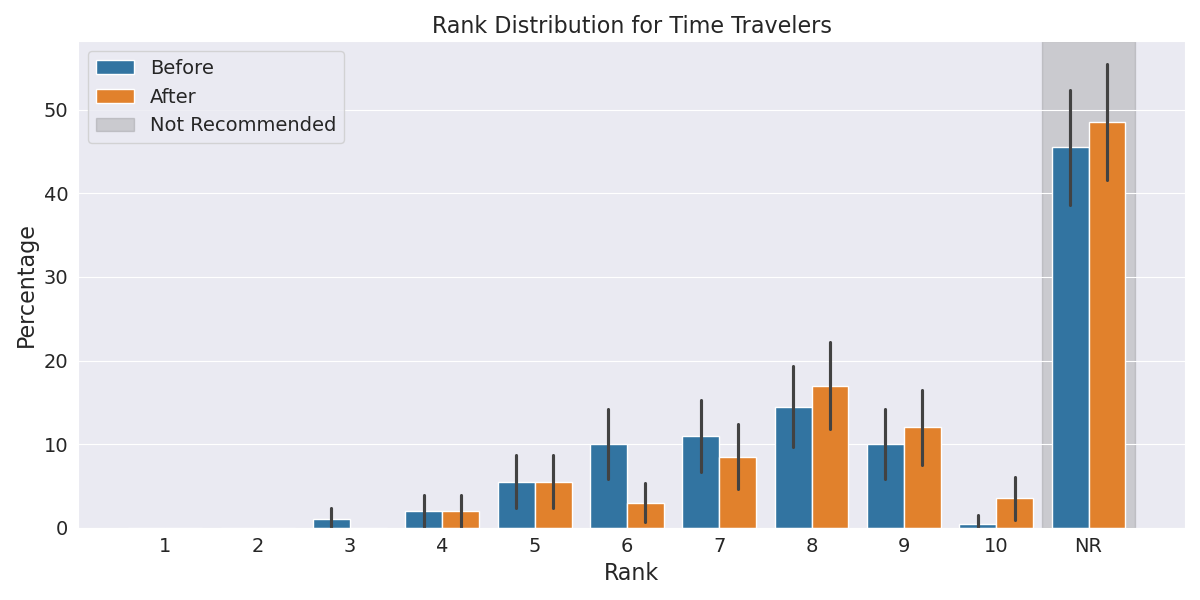 Rank Distribution for Time Travelers
Before
After
Not Recommended
Percentage
50
40
30
20
10
0
1 2 3 4 5 6 7 8 9 10 NR
Rank